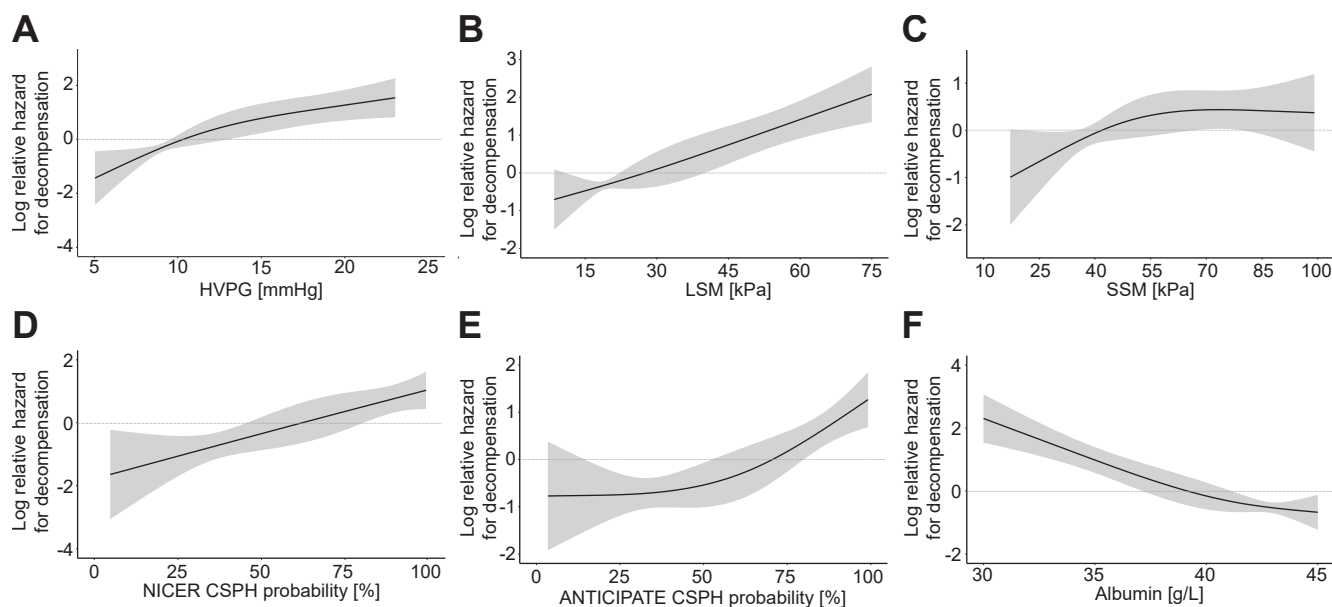 A
Log relative hazard
for decompensation
2
0
-2
-4
5 10 15 20 25
HVPG [mmHg]
B
Log relative hazard
for decompensation
3
2
1
0
-1
-2
15 30 45 60 75
LSM [kPa]
C
Log relative hazard
for decompensation
1
0
-1
-2
10 25 40 55 70 85 100
SSM [kPa]
D
Log relative hazard
for decompensation
2
0
-2
-4
0 25 50 75 100
NICER CSPH probability [%]
E
Log relative hazard
for decompensation
2
1
0
-1
-2
0 25 50 75 100
ANTICIPATE CSPH probability [%]
F
Log relative hazard
for decompensation
4
2
0
-2
30 35 40 45
Albumin [g/L]